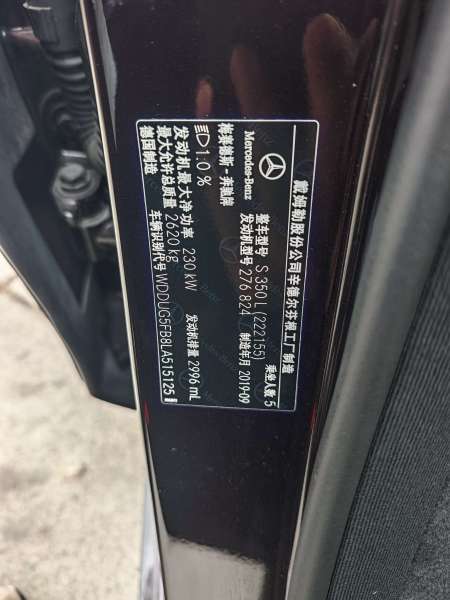 戴姆勒股份公司辛德尔芬根工厂制造
Mercedes-Benz
梅赛德斯-奔驰牌
整车型号 S 350 L (222155) 乘坐人数 5
发动机型号 276 824 制造年月 2019-09
1.0 %
发动机最大净功率 230 kW 发动机排量 2996 mL
最大允许总质量 2620 kg
车辆识别代号 WDDUG5FB8LA515125
德国制造